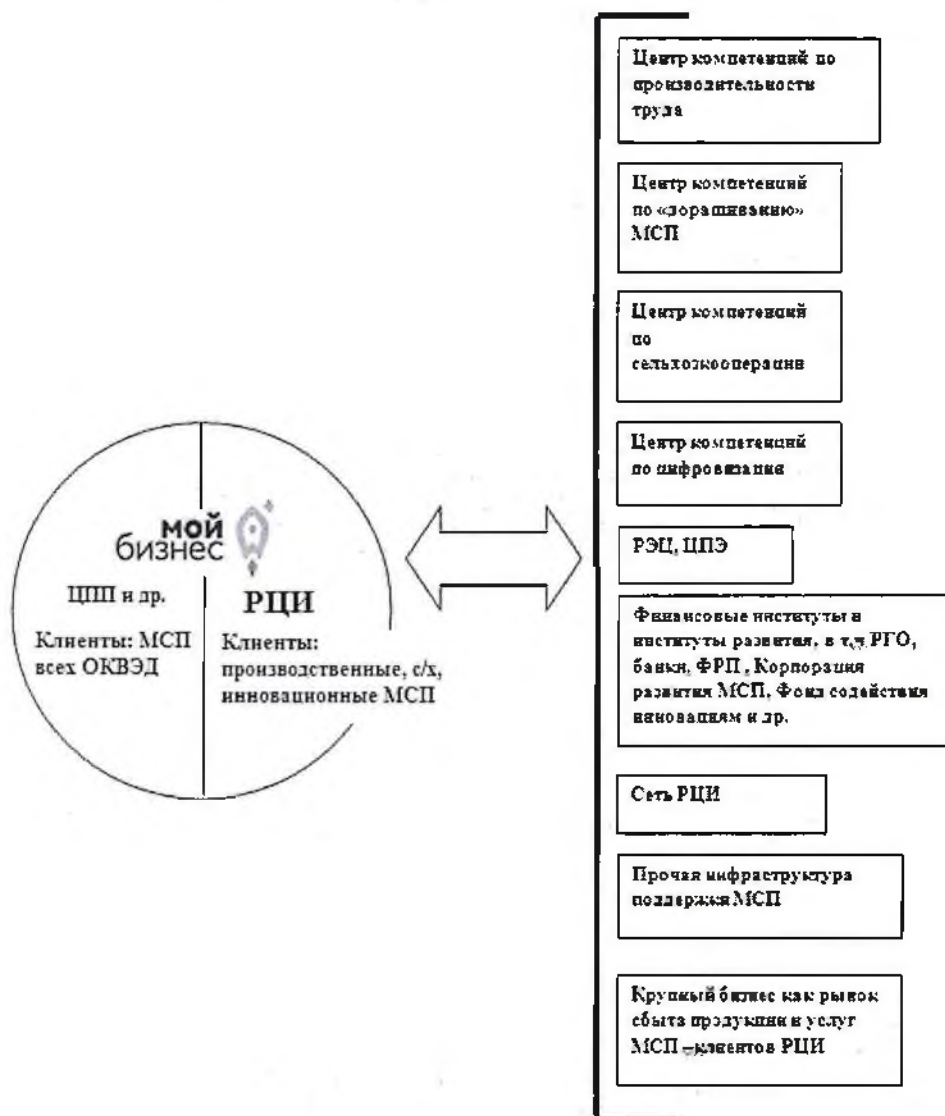 мой
бизнес
ЦПП и др.
Клиенты: МСП
всех ОКВЭД
РЦИ
Клиенты:
производственные, с/х,
инновационные МСП
Центр компетенций по
производительности
труда
Центр компетенций
по «доращиванию»
МСП
Центр компетенций
по
сельхозкооперации
Центр компетенций
по цифровизации
РЭЦ, ЦПЭ
Финансовые институты и
институты развития, в т.ч РГО,
банки, ФРП, Корпорация
развития МСП, Фонд содействия
инновациям и др.
Сеть РЦИ
Прочая инфраструктура
поддержки МСП
Крупный бизнес как рынок
сбыта продукции и услуг
МСП –клиентов РЦИ